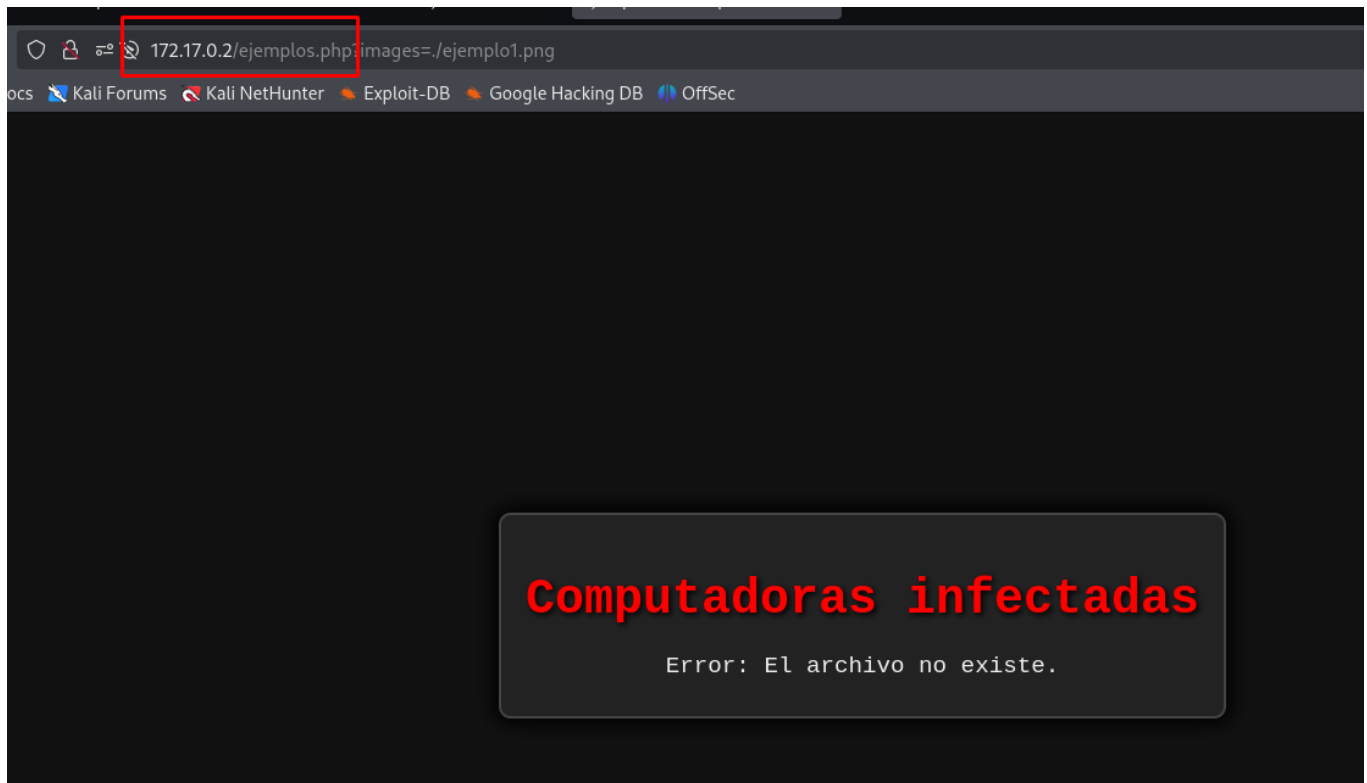 172.17.0.2/ejemplos.php?images=./ejemplo1.png
ocs Kali Forums Kali NetHunter Exploit-DB Google Hacking DB OffSec
Computadoras infectadas
Error: El archivo no existe.